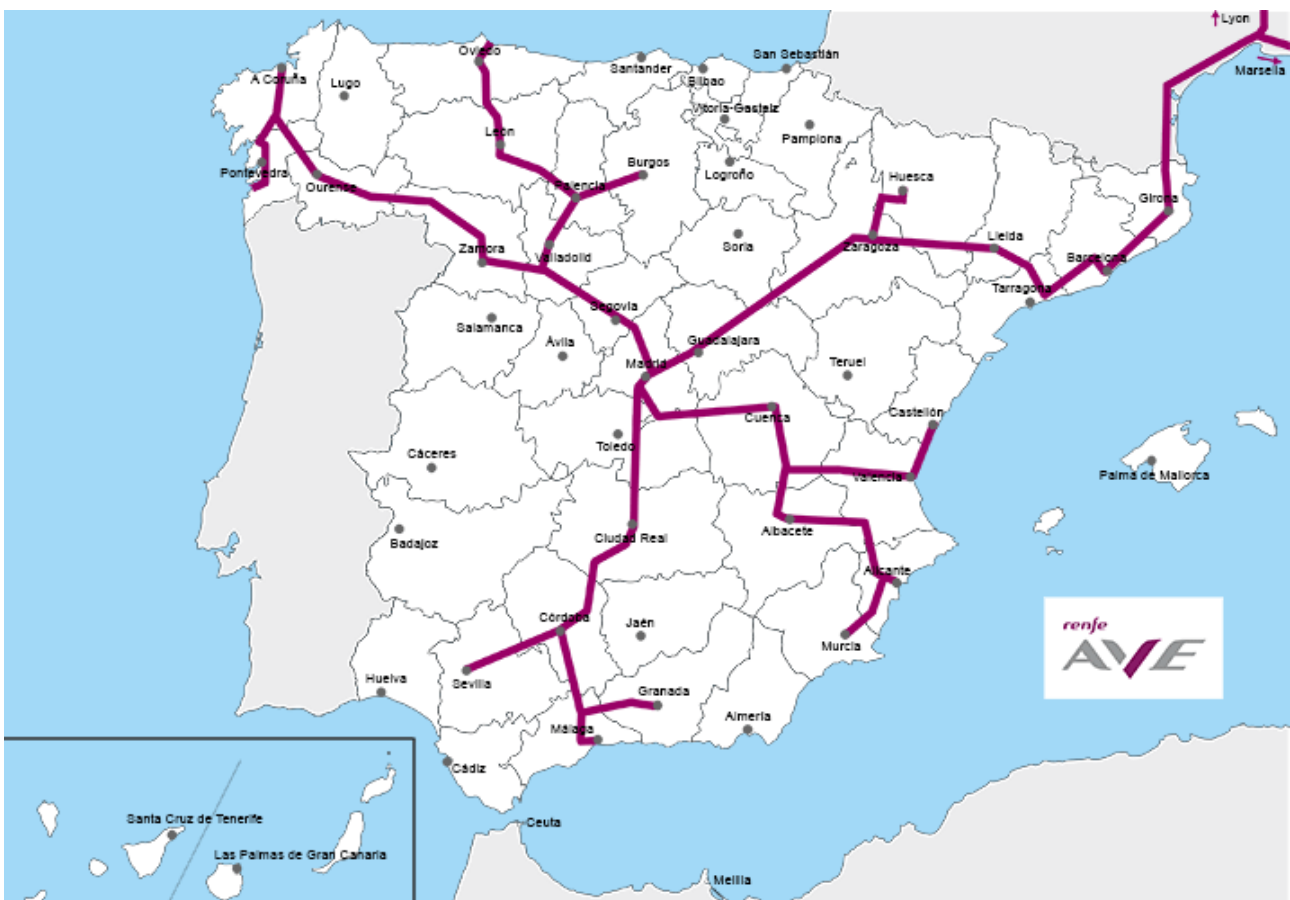 Lyon
Marsella
Oviedo
Santander
San Sebastián
Bilbao
A Coruña
Lugo
Vitoria-Gasteiz
Pamplona
León
Burgos
Logroño
Pontevedra
Ourense
Palencia
Huesca
Girona
Zamora
Valladolid
Soria
Zaragoza
Lleida
Barcelona
Tarragona
Segovia
Salamanca
Ávila
Guadalajara
Madrid
Teruel
Castellón
Cuenca
Toledo
Cáceres
Valencia
Palma de Mallorca
Badajoz
Ciudad Real
Albacete
Alicante
Córdoba
Jaén
Murcia
renfe
AVE
Huelva
Sevilla
Granada
Málaga
Almería
Cádiz
Santa Cruz de Tenerife
Ceuta
Las Palmas de Gran Canaria
Melilla